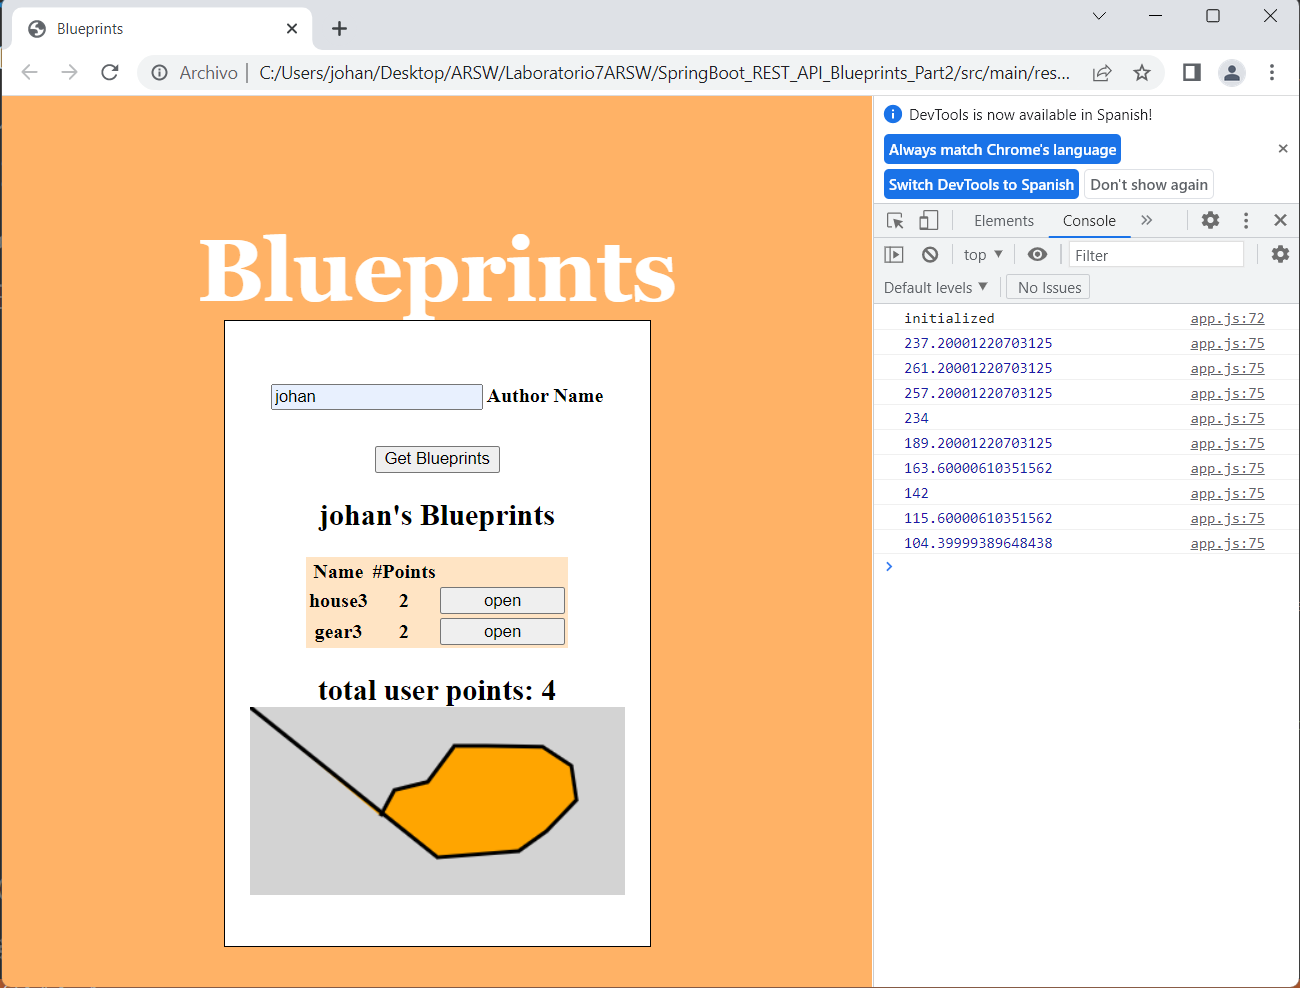 Blueprints
Archivo
C:/Users/johan/Desktop/ARSW/Laboratorio7ARSW/SpringBoot_REST_API_Blueprints_Part2/src/main/res...
Blueprints
johan Author Name
Get Blueprints
johan's Blueprints
Name #Points
house3 2 open
gear3 2 open
total user points: 4
DevTools is now available in Spanish!
Always match Chrome's language
Switch DevTools to Spanish Don't show again
Elements Console
top Filter
Default levels No Issues
initialized app.js:72
237.20001220703125 app.js:75
261.20001220703125 app.js:75
257.20001220703125 app.js:75
234 app.js:75
189.20001220703125 app.js:75
163.60000610351562 app.js:75
142 app.js:75
115.60000610351562 app.js:75
104.39999389648438 app.js:75